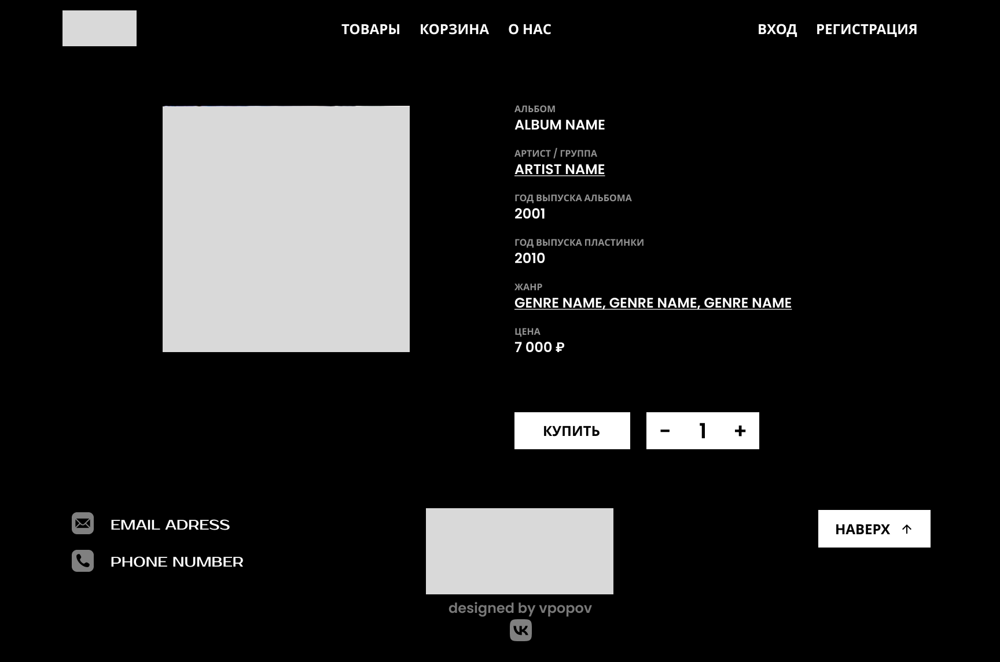 ТОВАРЫ КОРЗИНА О НАС ВХОД РЕГИСТРАЦИЯ
АЛЬБОМ
ALBUM NAME
АРТИСТ / ГРУППА
ARTIST NAME
ГОД ВЫПУСКА АЛЬБОМА
2001
ГОД ВЫПУСКА ПЛАСТИНКИ
2010
ЖАНР
GENRE NAME, GENRE NAME, GENRE NAME
ЦЕНА
7 000 ₽
КУПИТЬ - 1 +
EMAIL ADRESS
PHONE NUMBER
НАВЕРХ ↑
designed by vpopov